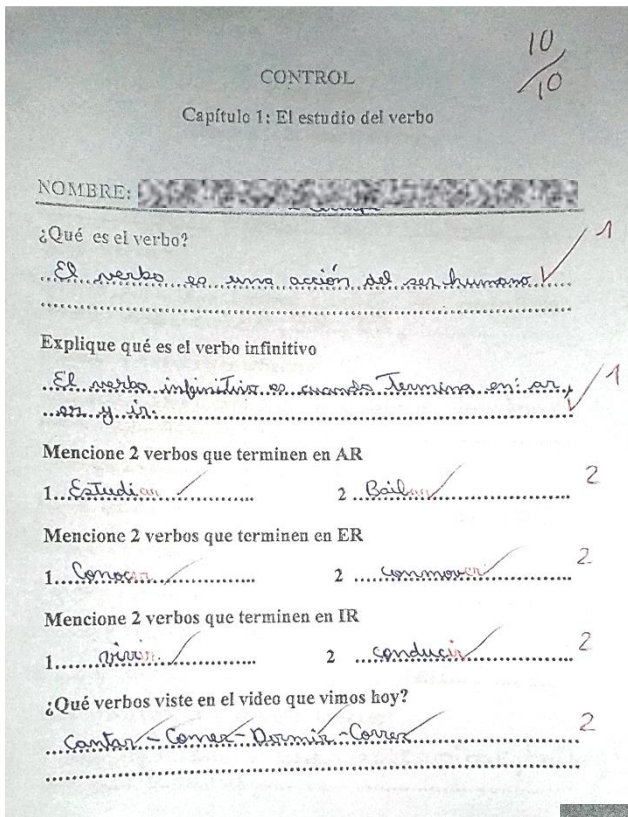 10/10
CONTROL
Capítulo 1: El estudio del verbo
NOMBRE:
¿Qué es el verbo?
El verbo es una acción del ser humano. 1
Explique qué es el verbo infinitivo
El verbo infinitivo es cuando Termina en: ar, 1
er y ir.
Mencione 2 verbos que terminen en AR
1 Estudiar 2 Bailar 2
Mencione 2 verbos que terminen en ER
1 Conocer 2 conmover 2
Mencione 2 verbos que terminen en IR
1 vivir 2 conducir 2
¿Qué verbos viste en el video que vimos hoy?
Cantar - Comer - Dormir - Correr 2